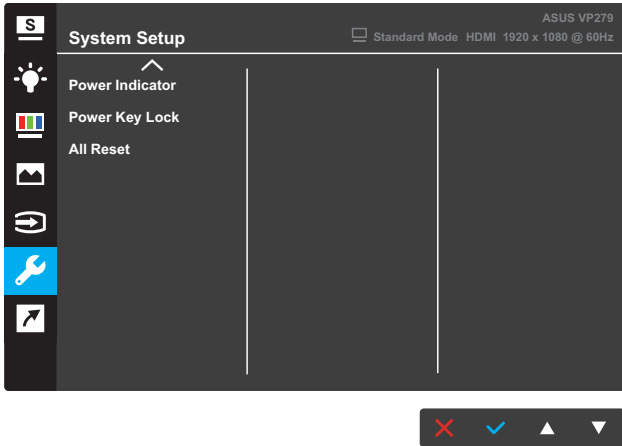 S
ASUS VP279
System Setup
Standard Mode HDMI 1920 x 1080 @ 60Hz
Power Indicator
Power Key Lock
All Reset